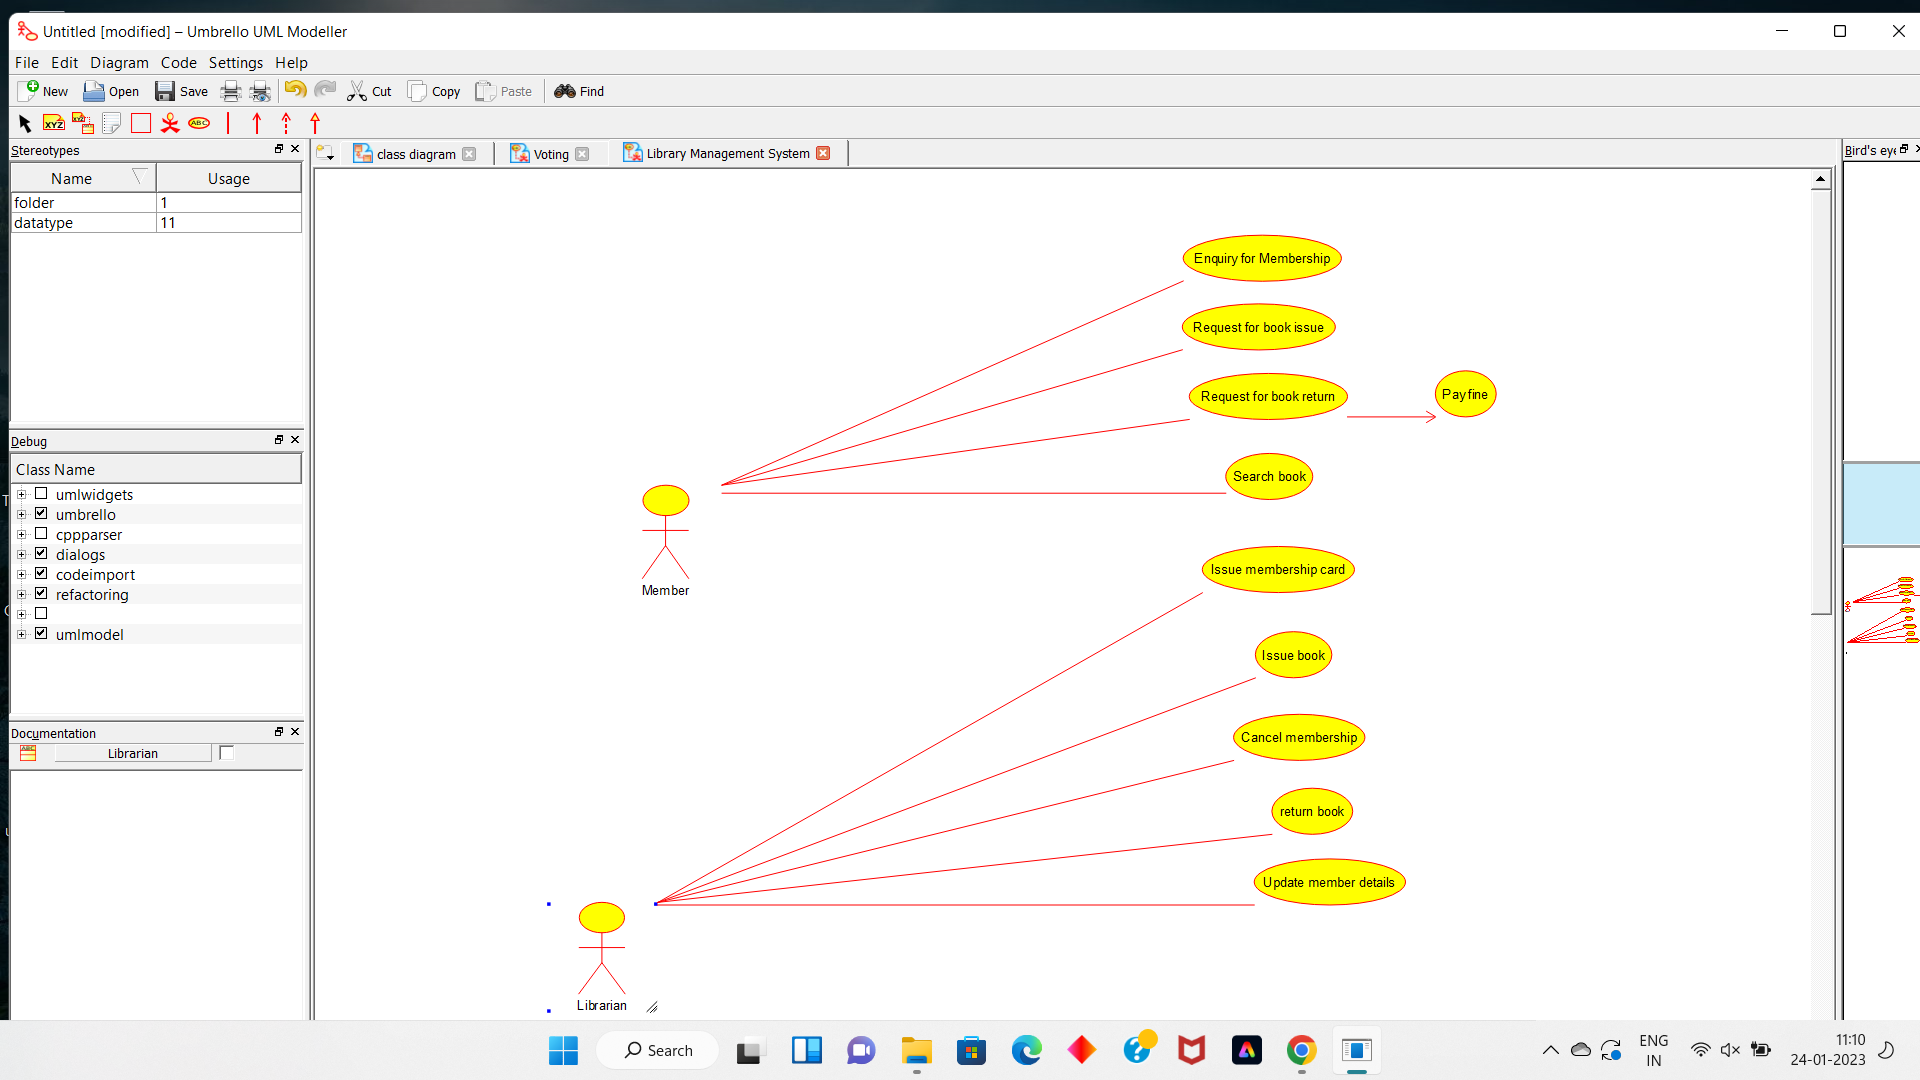 Untitled [modified] – Umbrello UML Modeller
File Edit Diagram Code Settings Help
New Open Save Cut Copy Paste Find
XYZ XYZ ABC
Stereotypes
Name Usage
folder 1
datatype 11
Debug
Class Name
umlwidgets
umbrello
cppparser
dialogs
codeimport
refactoring
umlmodel
Documentation
ABC Librarian
class diagram Voting Library Management System
Bird's eye
Enquiry for Membership
Request for book issue
Request for book return
Pay fine
Search book
Member
Issue membership card
Issue book
Cancel membership
return book
Update member details
Librarian
Search
ENG
IN
11:10
24-01-2023